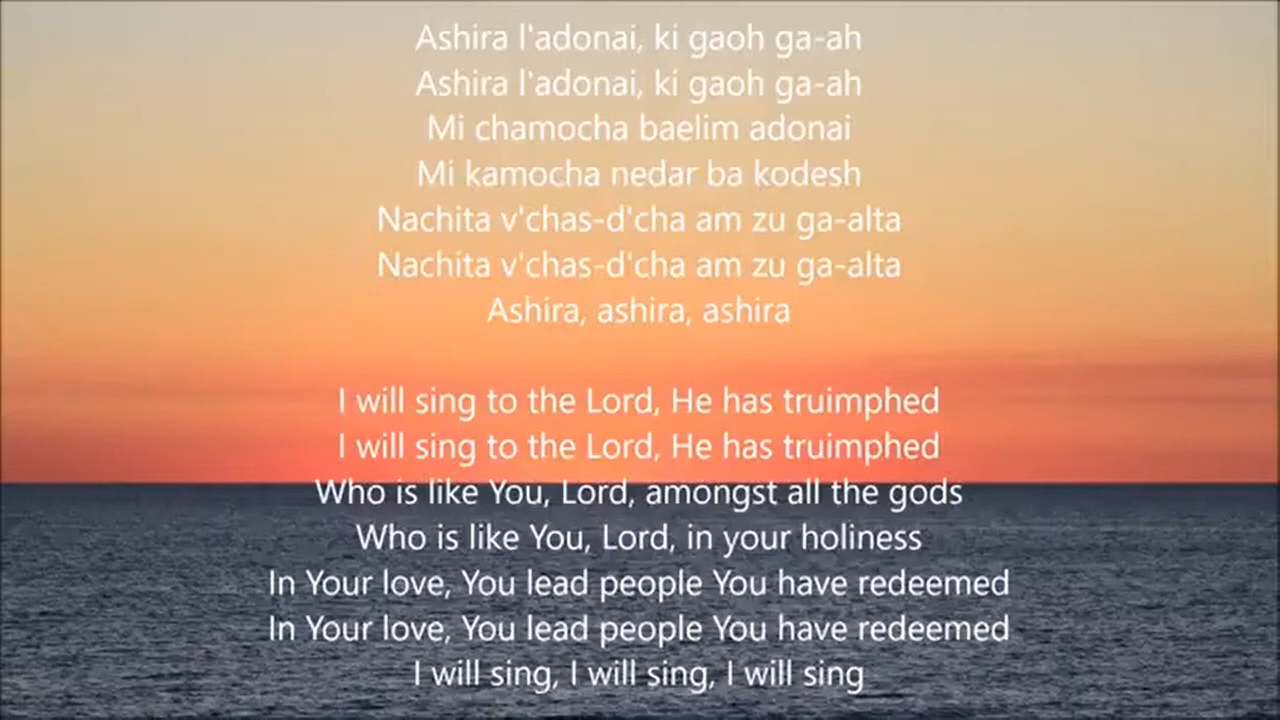 Ashira l'adonai, ki gaoh ga-ah
Ashira l'adonai, ki gaoh ga-ah
Mi chamocha baelim adonai
Mi kamocha nedar ba kodesh
Nachita v'chas-d'cha am zu ga-alta
Nachita v'chas-d'cha am zu ga-alta
Ashira, ashira, ashira
I will sing to the Lord, He has truimphed
I will sing to the Lord, He has truimphed
Who is like You, Lord, amongst all the gods
Who is like You, Lord, in your holiness
In Your love, You lead people You have redeemed
In Your love, You lead people You have redeemed
I will sing, I will sing, I will sing